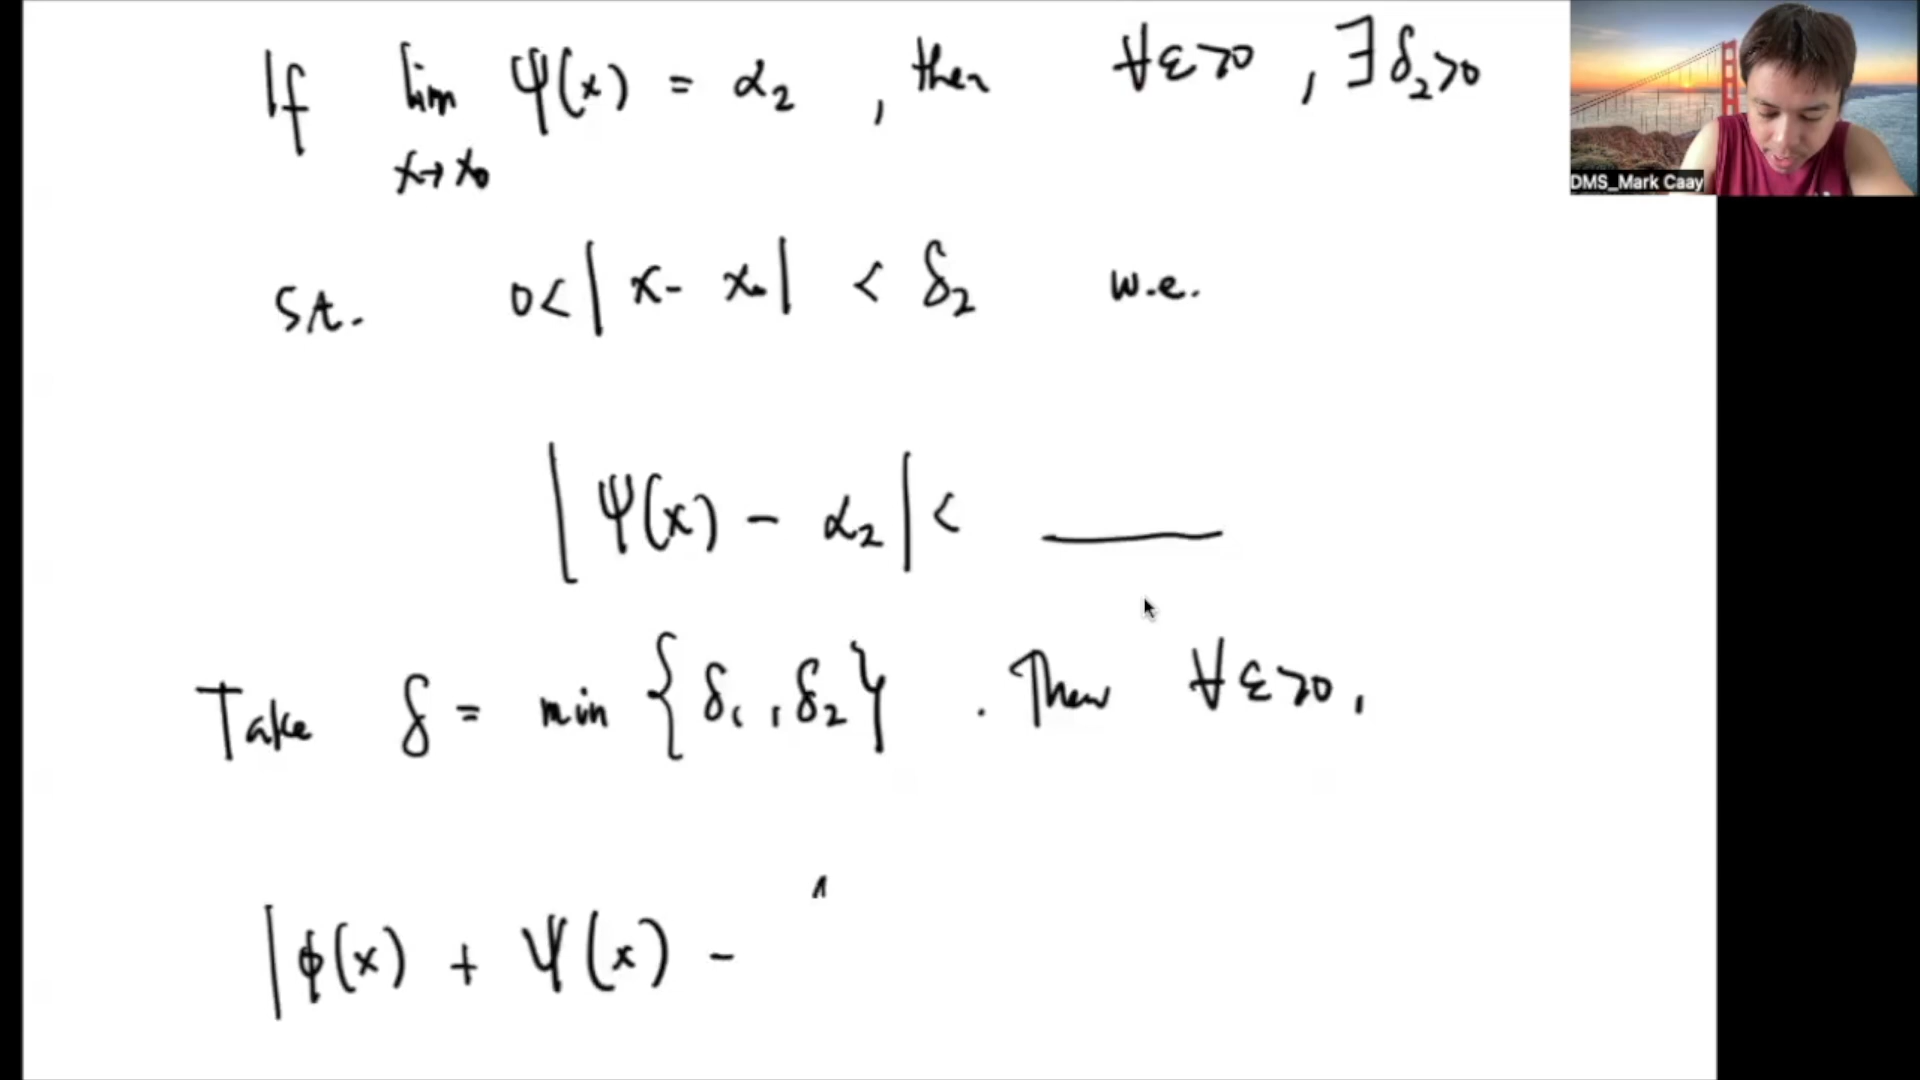 If lim ψ(x) = α₂ , then ∀ε>0 , ∃δ₂>0
x→x₀
DMS_Mark Caay
s.t. 0<|x - x₀| < δ₂ w.e.
|ψ(x) - α₂| < ____
Take δ = min {δ₁, δ₂} . Then ∀ε>0,
|ϕ(x) + ψ(x) -